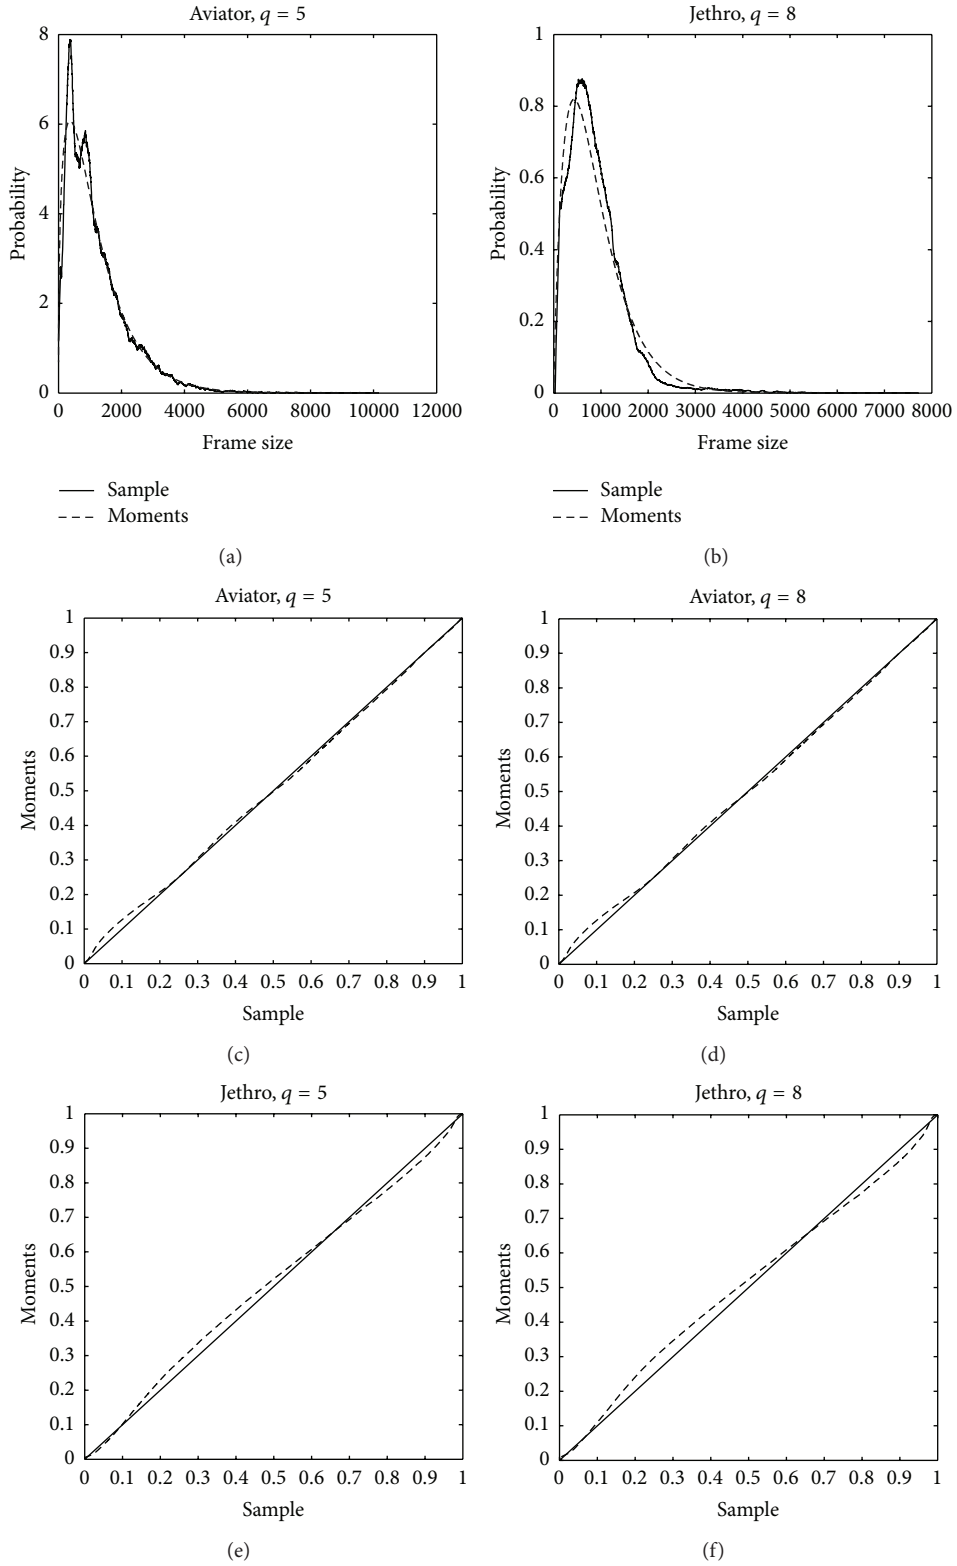 Aviator, q = 5
8
6
4
2
0
Probability
0 2000 4000 6000 8000 10000 12000
Frame size
Sample
Moments
(a)
Jethro, q = 8
1
0.8
0.6
0.4
0.2
0
Probability
0 1000 2000 3000 4000 5000 6000 7000 8000
Frame size
Sample
Moments
(b)
Aviator, q = 5
1
0.9
0.8
0.7
0.6
0.5
0.4
0.3
0.2
0.1
0
Moments
0 0.1 0.2 0.3 0.4 0.5 0.6 0.7 0.8 0.9 1
Sample
(c)
Aviator, q = 8
1
0.9
0.8
0.7
0.6
0.5
0.4
0.3
0.2
0.1
0
Moments
0 0.1 0.2 0.3 0.4 0.5 0.6 0.7 0.8 0.9 1
Sample
(d)
Jethro, q = 5
1
0.9
0.8
0.7
0.6
0.5
0.4
0.3
0.2
0.1
0
Moments
0 0.1 0.2 0.3 0.4 0.5 0.6 0.7 0.8 0.9 1
Sample
(e)
Jethro, q = 8
1
0.9
0.8
0.7
0.6
0.5
0.4
0.3
0.2
0.1
0
Moments
0 0.1 0.2 0.3 0.4 0.5 0.6 0.7 0.8 0.9 1
Sample
(f)